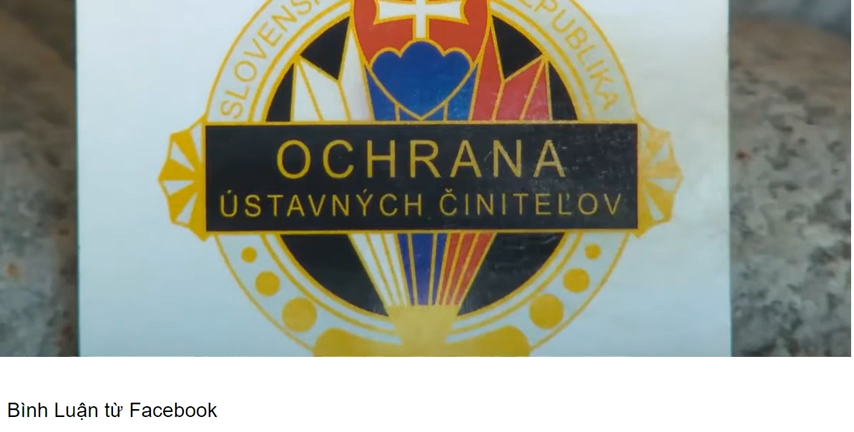 SLOVENSKÁ REPUBLIKA
OCHRANA
ÚSTAVNÝCH ČINITEĽOV
Bình Luận từ Facebook